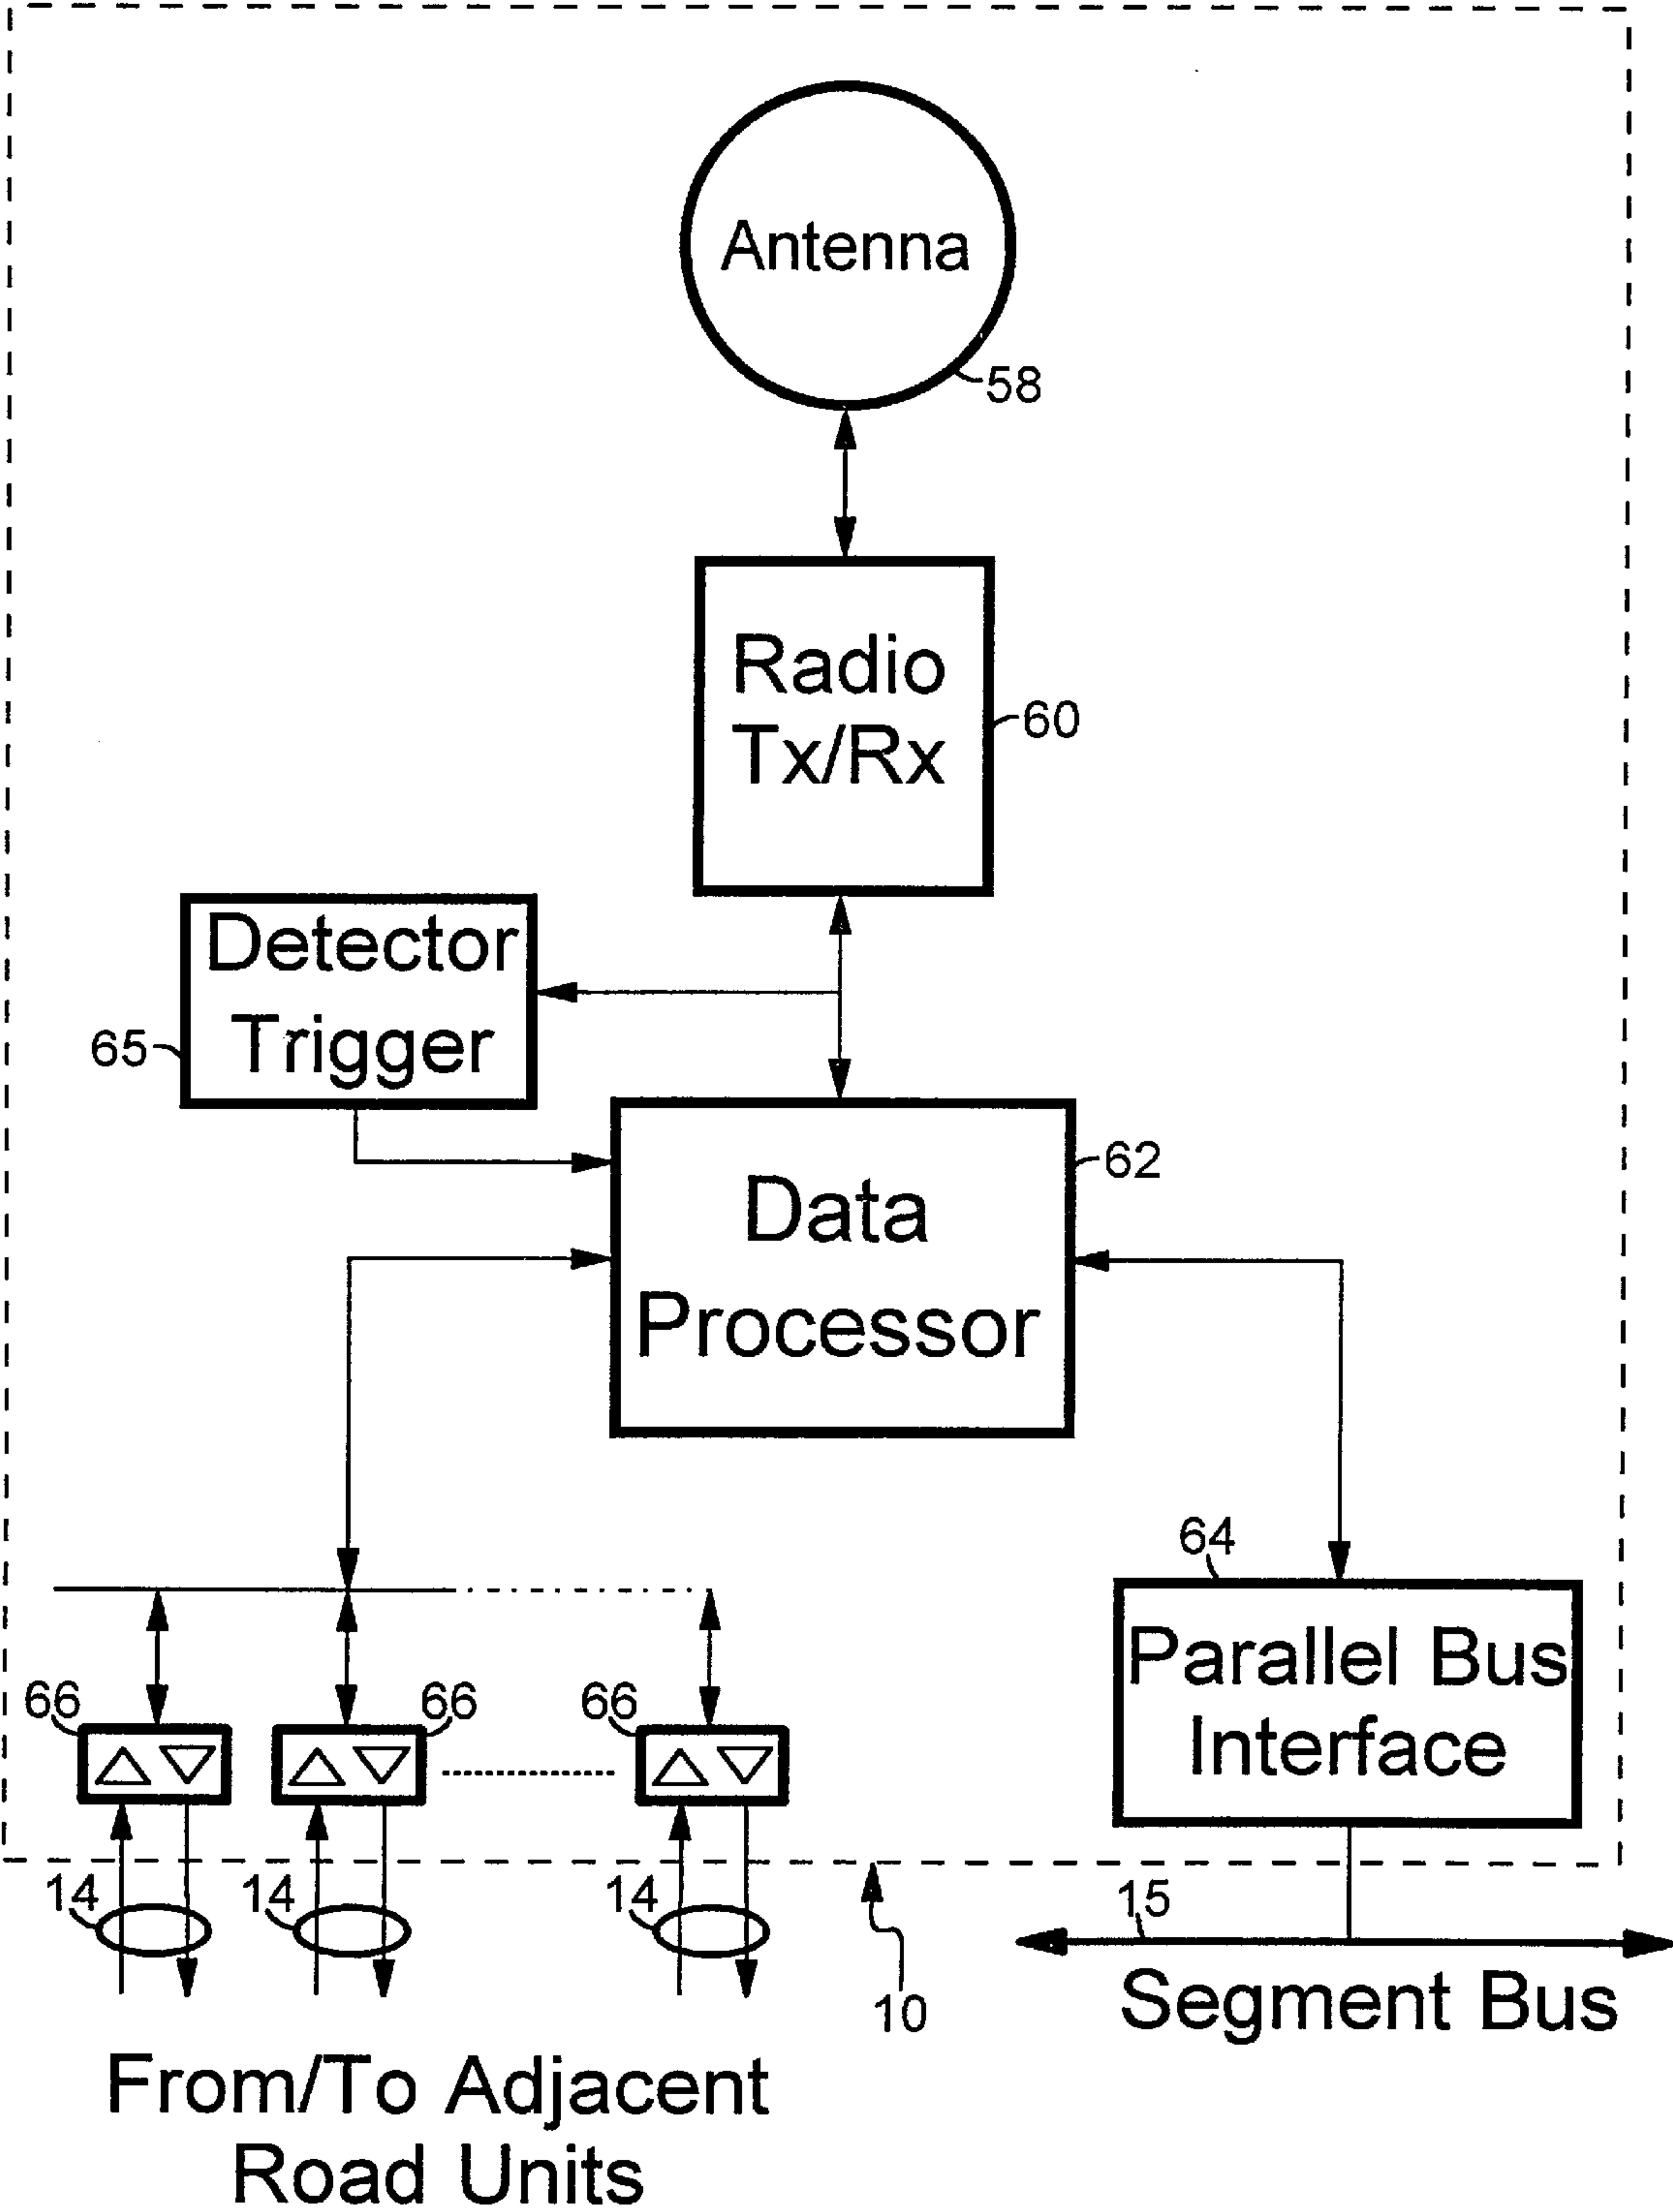 Antenna
58
Radio
Tx/Rx
60
Detector
Trigger
65
62
Data
Processor
64
Parallel Bus
Interface
66
66
66
14
14
14
15
10
Segment Bus
From/To Adjacent
Road Units